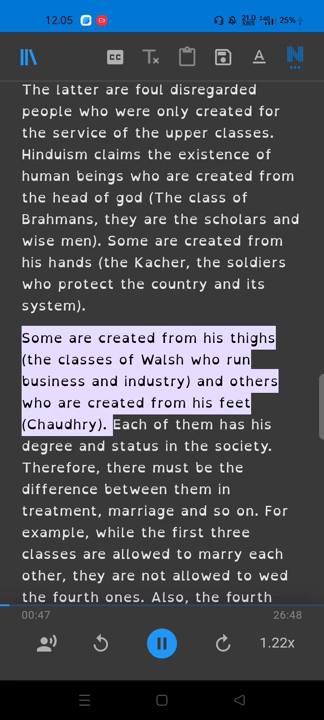 12.05
21.0 KB/S
25%
CC
The latter are foul disregarded
people who were only created for
the service of the upper classes.
Hinduism claims the existence of
human beings who are created from
the head of god (The class of
Brahmans, they are the scholars and
wise men). Some are created from
his hands (the Kacher, the soldiers
who protect the country and its
system).
Some are created from his thighs
(the classes of Walsh who run
business and industry) and others
who are created from his feet
(Chaudhry). Each of them has his
degree and status in the society.
Therefore, there must be the
difference between them in
treatment, marriage and so on. For
example, while the first three
classes are allowed to marry each
other, they are not allowed to wed
the fourth ones. Also, the fourth
00:47
26:48
1.22x